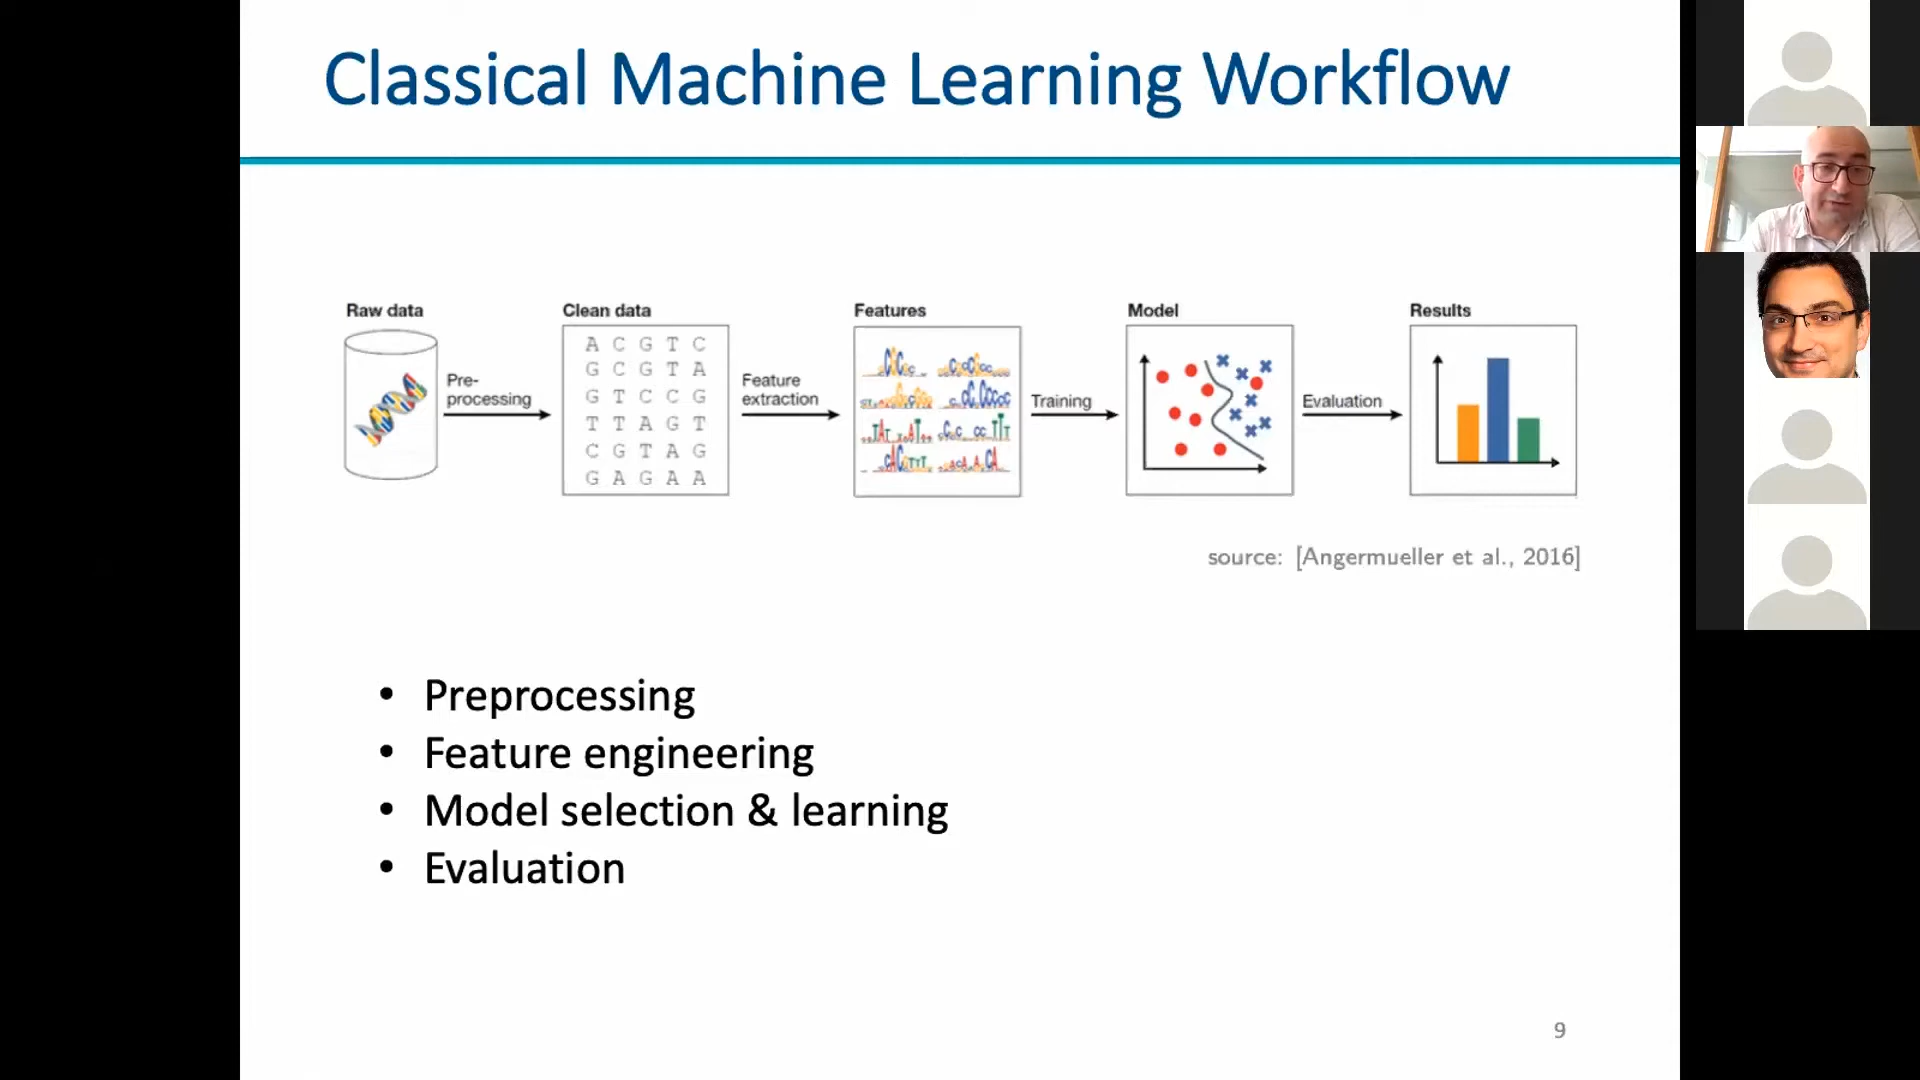 Classical Machine Learning Workflow
Raw data
Pre-
processing
Clean data
A C G T C
G C G T A
G T C C G
T T A G T
C G T A G
G A G A A
Feature
extraction
Features
Training
Model
Evaluation
Results
source: [Angermueller et al., 2016]
• Preprocessing
• Feature engineering
• Model selection & learning
• Evaluation
9